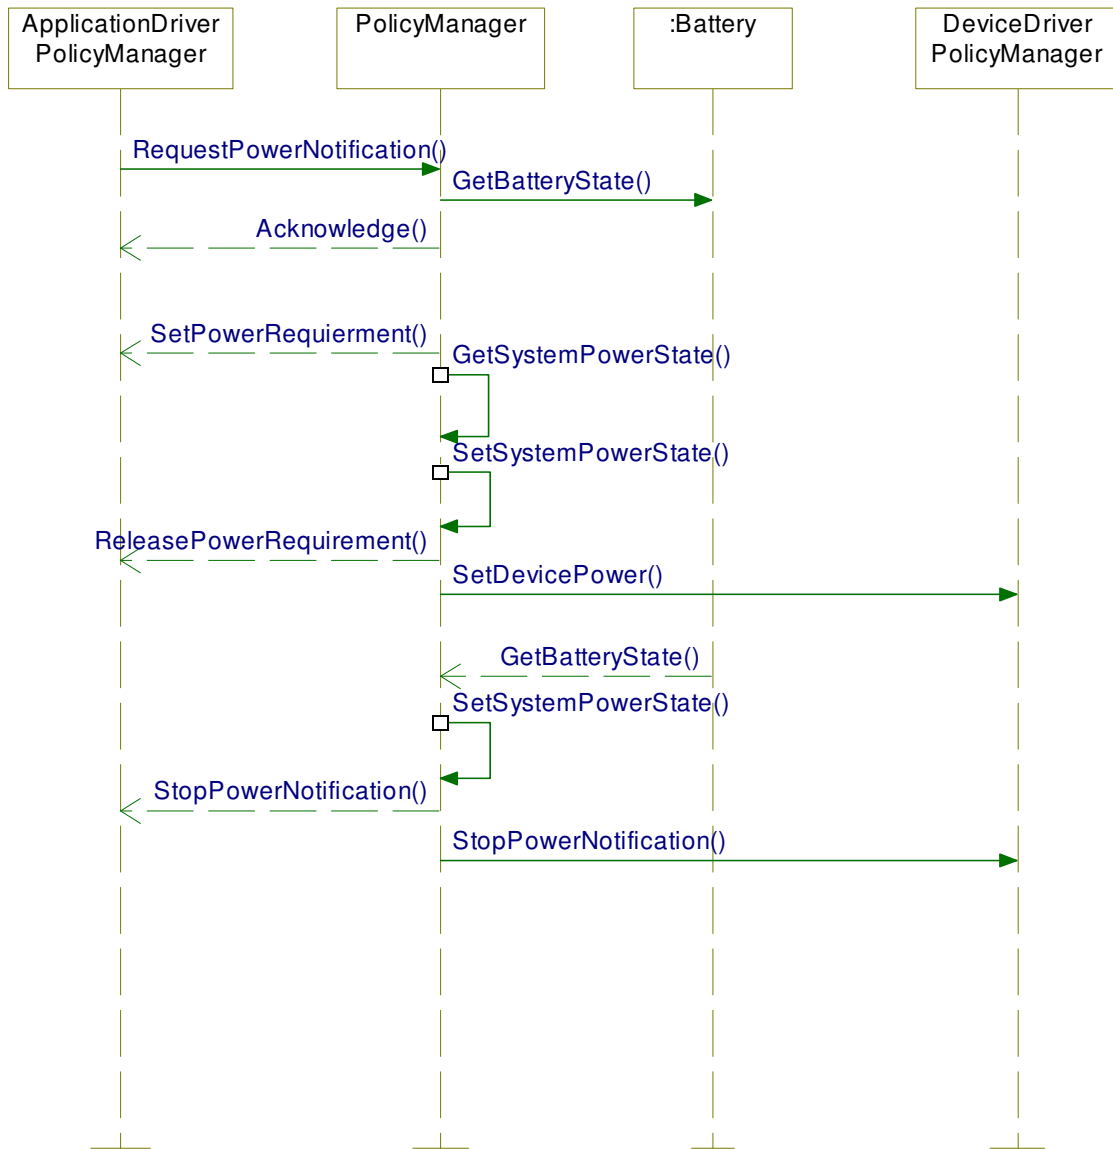 ApplicationDriver
PolicyManager
PolicyManager
:Battery
DeviceDriver
PolicyManager
RequestPowerNotification()
GetBatteryState()
Acknowledge()
SetPowerRequierment()
GetSystemPowerState()
SetSystemPowerState()
ReleasePowerRequirement()
SetDevicePower()
GetBatteryState()
SetSystemPowerState()
StopPowerNotification()
StopPowerNotification()